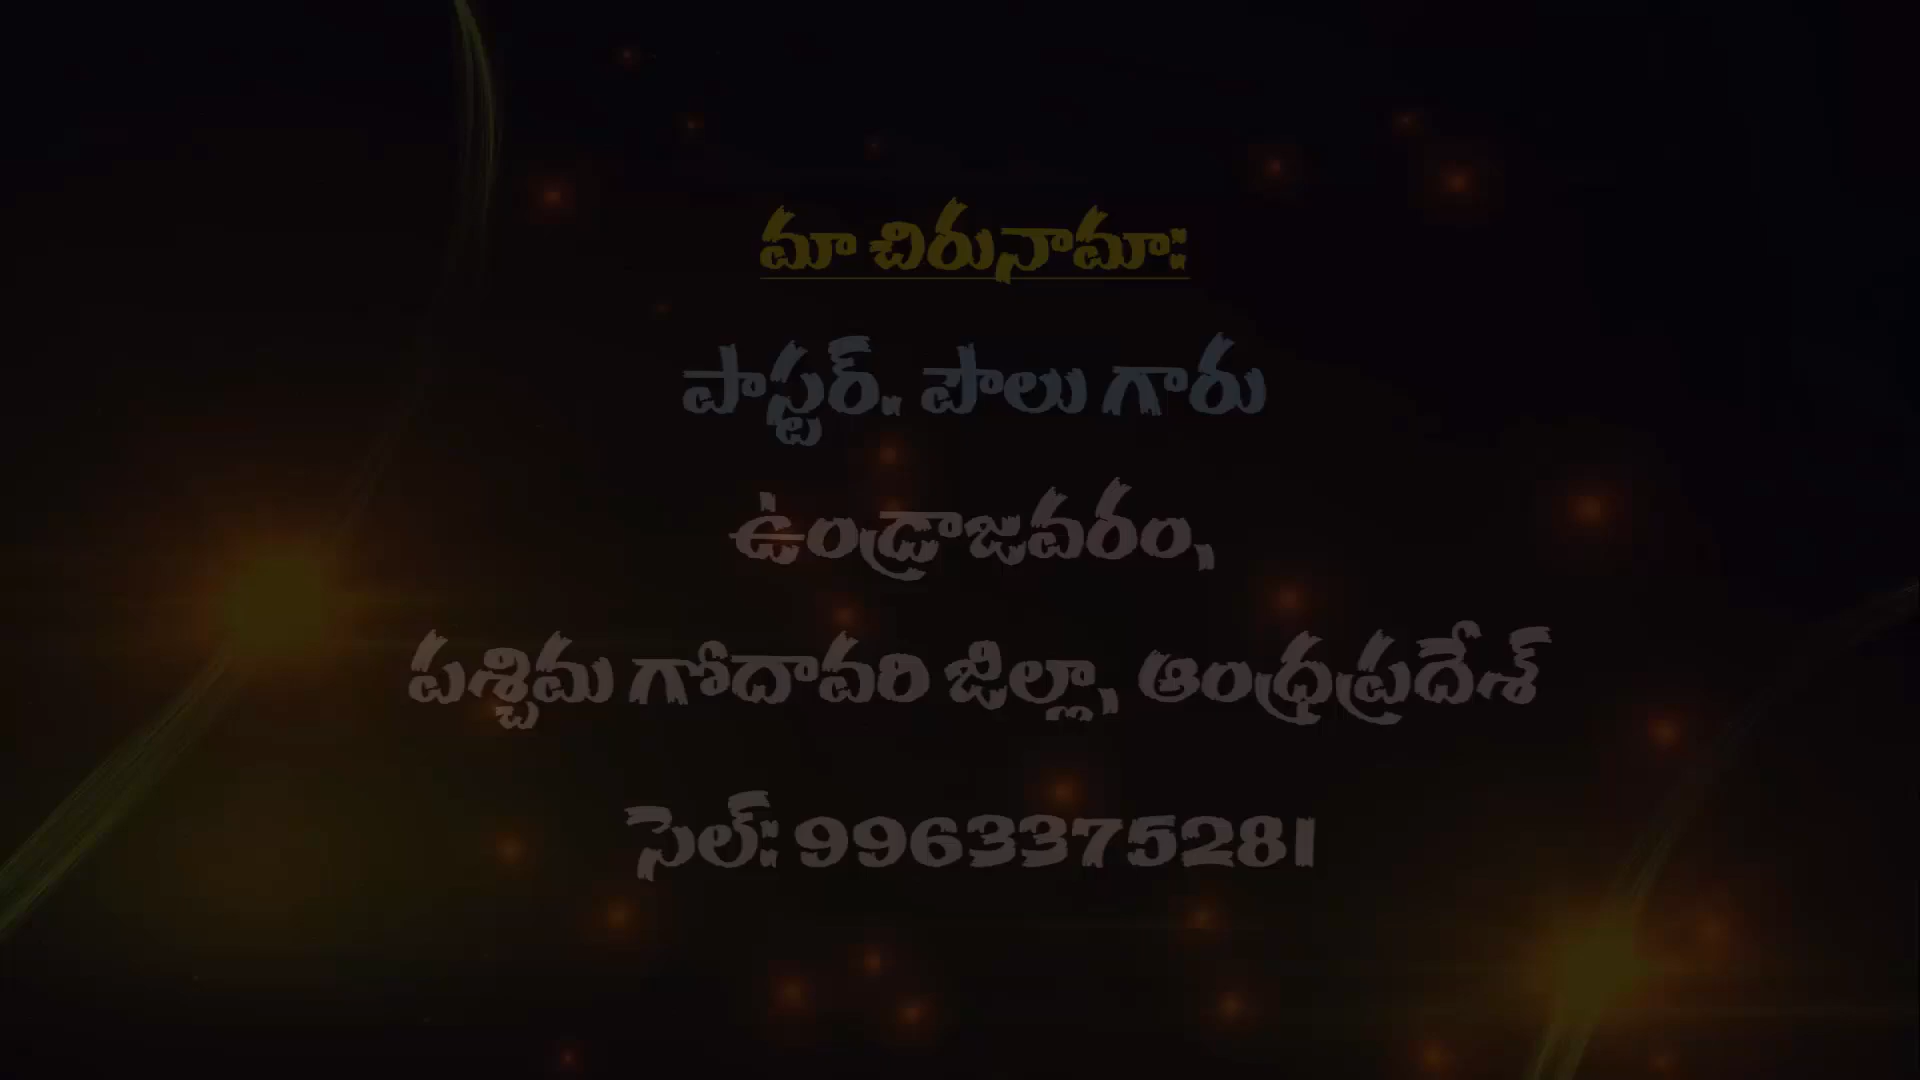 మా చిరునామా:
పాస్టర్. పౌలు గారు
ఉండ్రాజవరం,
పశ్చిమ గోదావరి జిల్లా, ఆంధ్రప్రదేశ్
సెల్: 9963375281